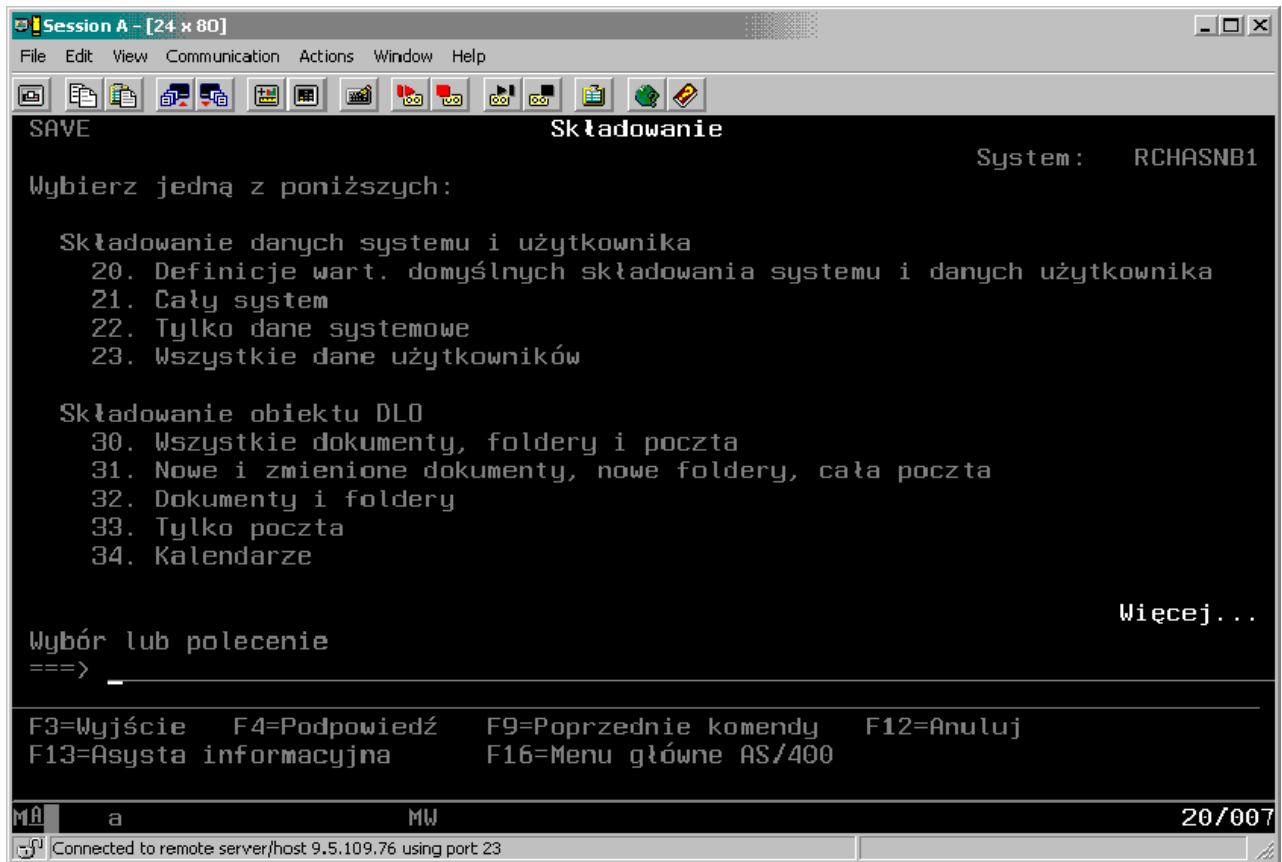 Session A - [24 x 80]
File Edit View Communication Actions Window Help
SAVE Składowanie
System: RCHASNB1
Wybierz jedną z poniższych:
Składowanie danych systemu i użytkownika
20. Definicje wart. domyślnych składowania systemu i danych użytkownika
21. Cały system
22. Tylko dane systemowe
23. Wszystkie dane użytkowników
Składowanie obiektu DLO
30. Wszystkie dokumenty, foldery i poczta
31. Nowe i zmienione dokumenty, nowe foldery, cała poczta
32. Dokumenty i foldery
33. Tylko poczta
34. Kalendarze
Więcej...
Wybór lub polecenie
===>
F3=Wyjście F4=Podpowiedź F9=Poprzednie komendy F12=Anuluj
F13=Asysta informacyjna F16=Menu główne AS/400
MA a MW 20/007
Connected to remote server/host 9.5.109.76 using port 23